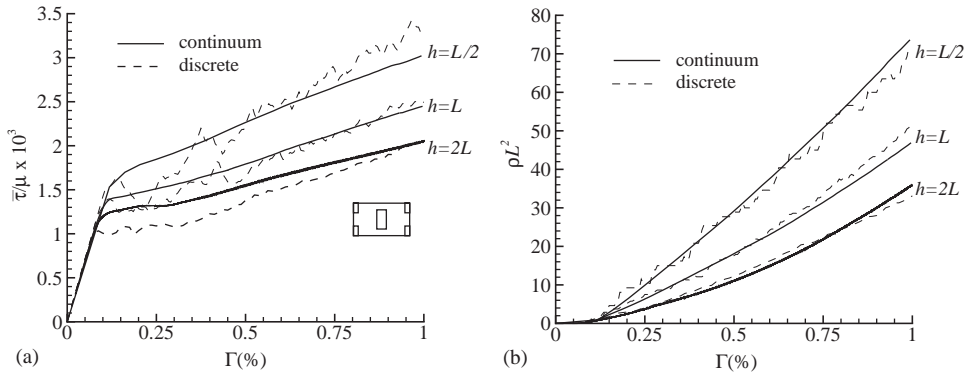 3.5
3
2.5
2
1.5
1
0.5
0
τ̄/μ x 10³
continuum
discrete
h=L/2
h=L
h=2L
0 0.25 0.5 0.75 1
(a) Γ(%)
80
70
60
50
40
30
20
10
0
ρL²
continuum
discrete
h=L/2
h=L
h=2L
0 0.25 0.5 0.75 1
(b) Γ(%)